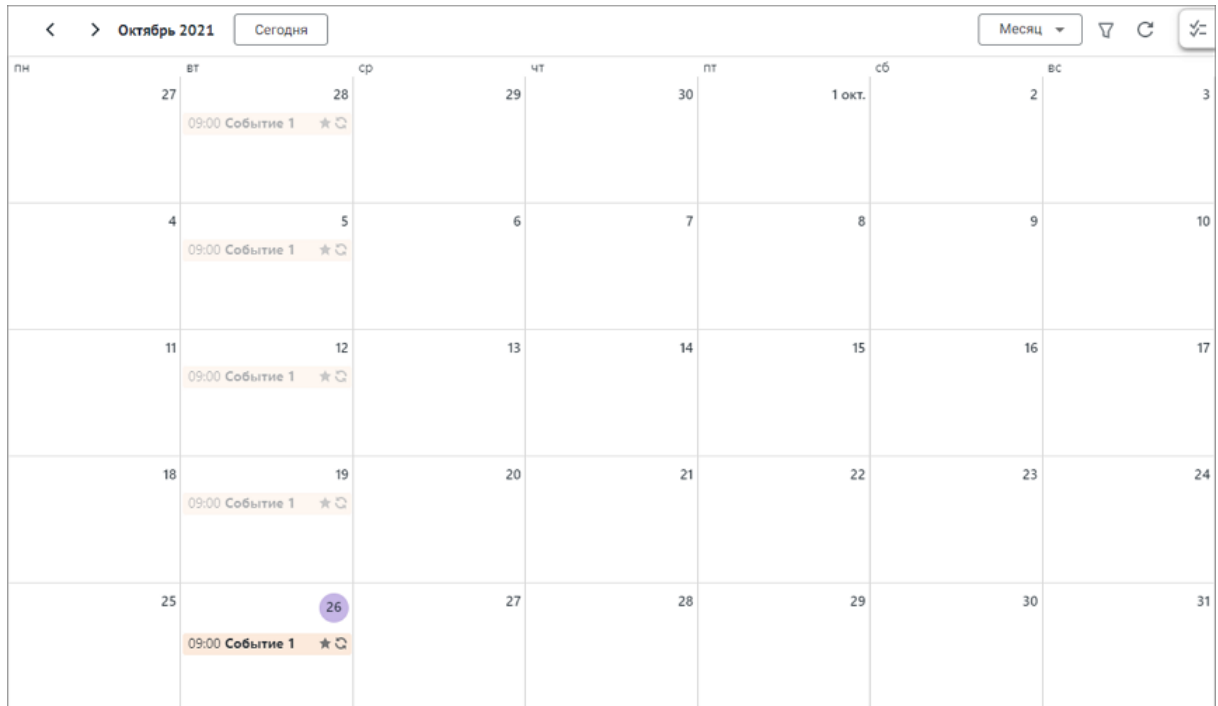 Октябрь 2021 Сегодня Месяц
пн вт ср чт пт сб вс
27 28 29 30 1 окт. 2 3
09:00 Событие 1
4 5 6 7 8 9 10
09:00 Событие 1
11 12 13 14 15 16 17
09:00 Событие 1
18 19 20 21 22 23 24
09:00 Событие 1
25 26 27 28 29 30 31
09:00 Событие 1